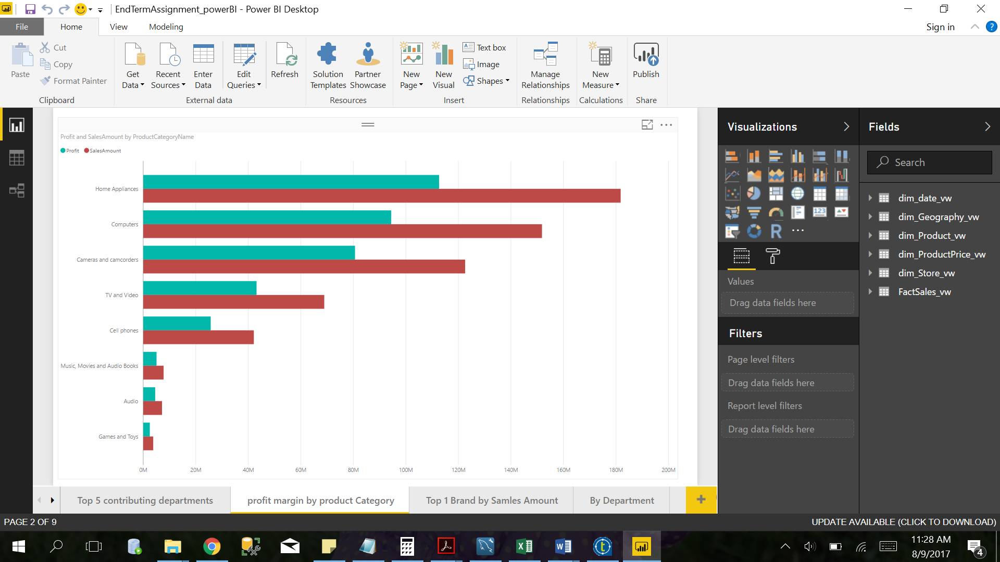 EndTermAssignment_powerBI - Power BI Desktop
File Home View Modeling Sign in ?
Paste Cut Copy Format Painter
Get Data Recent Sources Enter Data Edit Queries Refresh
Solution Templates Partner Showcase
New Page New Visual Text box Image Shapes
Manage Relationships New Measure Publish
Clipboard External data Resources Insert Relationships Calculations Share
Profit and SalesAmount by ProductCategoryName
Profit SalesAmount
Home Appliances
Computers
Cameras and camcorders
TV and Video
Cell phones
Music, Movies and Audio Books
Audio
Games and Toys
0M 20M 40M 60M 80M 100M 120M 140M 160M 180M 200M
Visualizations
123
R
Values
Drag data fields here
Filters
Page level filters
Drag data fields here
Report level filters
Drag data fields here
Fields
Search
dim_date_vw
dim_Geography_vw
dim_Product_vw
dim_ProductPrice_vw
dim_Store_vw
FactSales_vw
Top 5 contributing departments profit margin by product Category Top 1 Brand by Samles Amount By Department +
PAGE 2 OF 9 UPDATE AVAILABLE (CLICK TO DOWNLOAD)
11:28 AM
8/9/2017
4